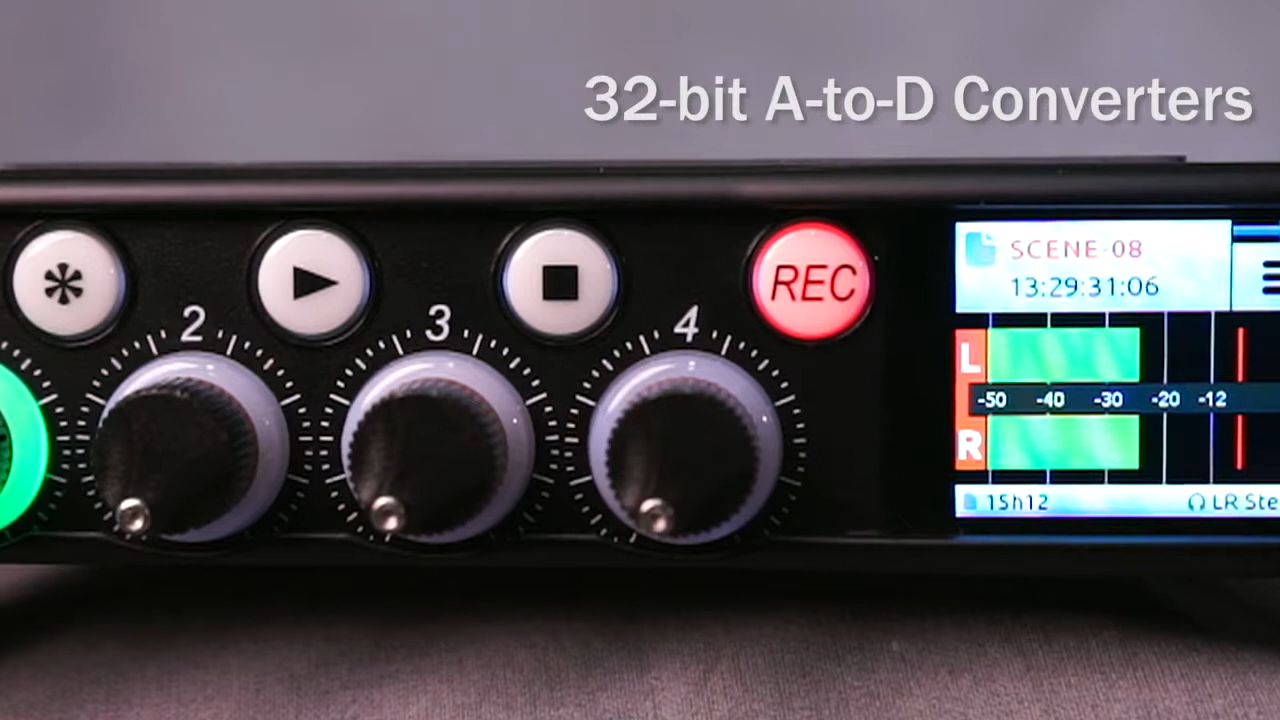 32-bit A-to-D Converters
REC
2
3
4
SCENE-08
13:29:31:06
L
-50 -40 -30 -20 -12
R
15h12
LR Ste